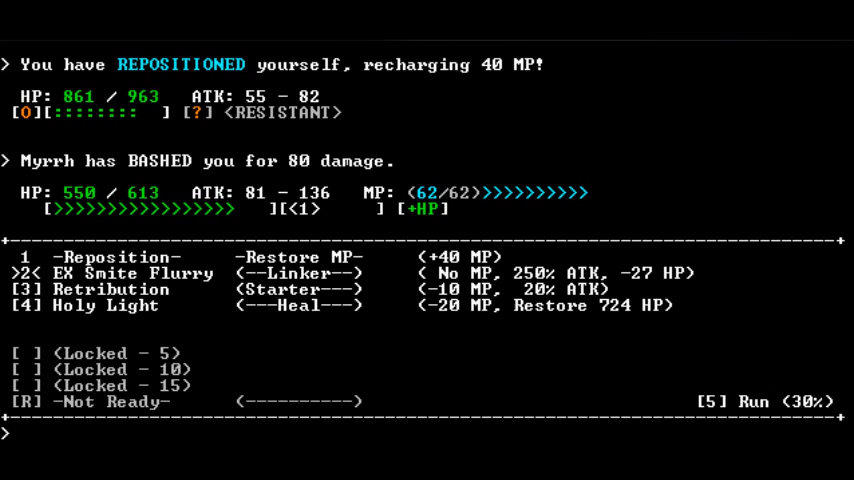 > You have REPOSITIONED yourself, recharging 40 MP!
HP: 861 / 963   ATK: 55 - 82
[O][::::::::  ] [?] <RESISTANT>
> Myrrh has BASHED you for 80 damage.
HP: 550 / 613   ATK: 81 - 136   MP: (62/62)>>>>>>>>>>
[>>>>>>>>>>>>>>>>>   ][<1>     ] [+HP]
+------------------------------------------------------------------------------+
1  -Reposition-     -Restore MP-     (+40 MP)
>2< EX Smite Flurry  (--Linker--)     ( No MP, 250% ATK, -27 HP)
[3] Retribution      (Starter---)     (-10 MP,  20% ATK)
[4] Holy Light       (---Heal---)     (-20 MP, Restore 724 HP)
[ ] (Locked - 5)
[ ] (Locked - 10)
[ ] (Locked - 15)
[R] -Not Ready-      (----------)                               [5] Run (30%)
+------------------------------------------------------------------------------+
>